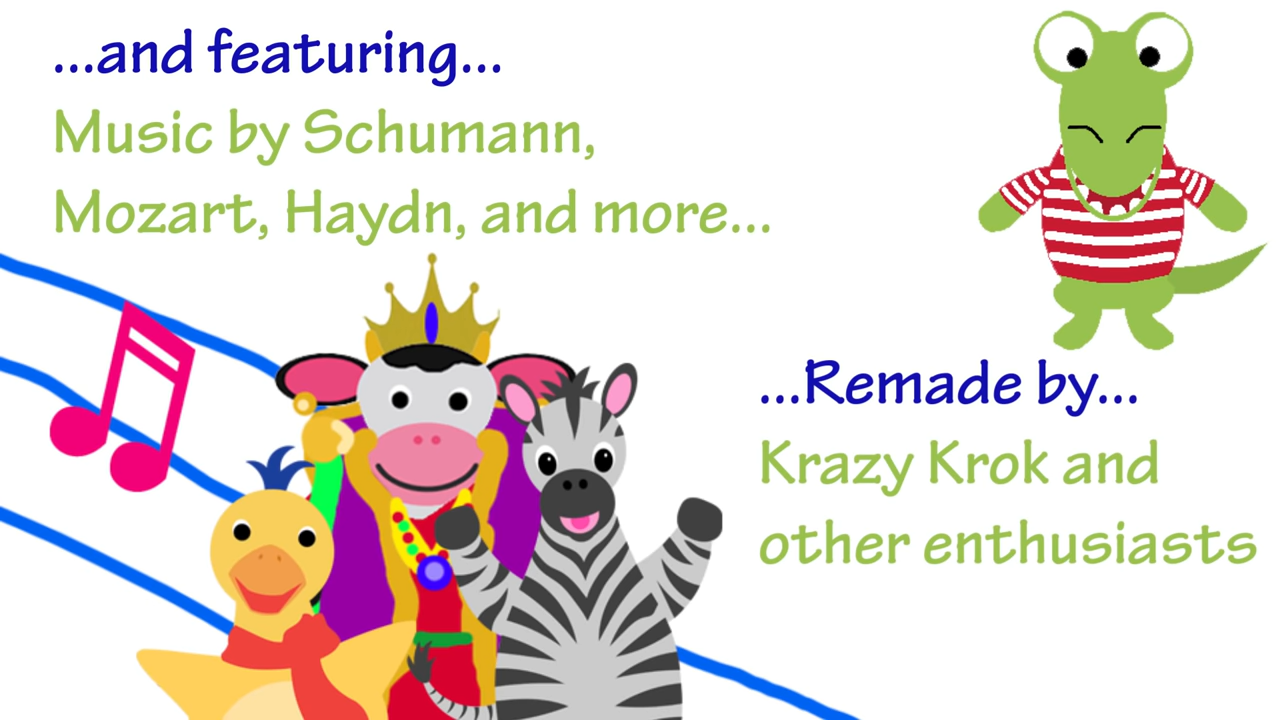 ...and featuring...
Music by Schumann,
Mozart, Haydn, and more...
...Remade by...
Krazy Krok and
other enthusiasts